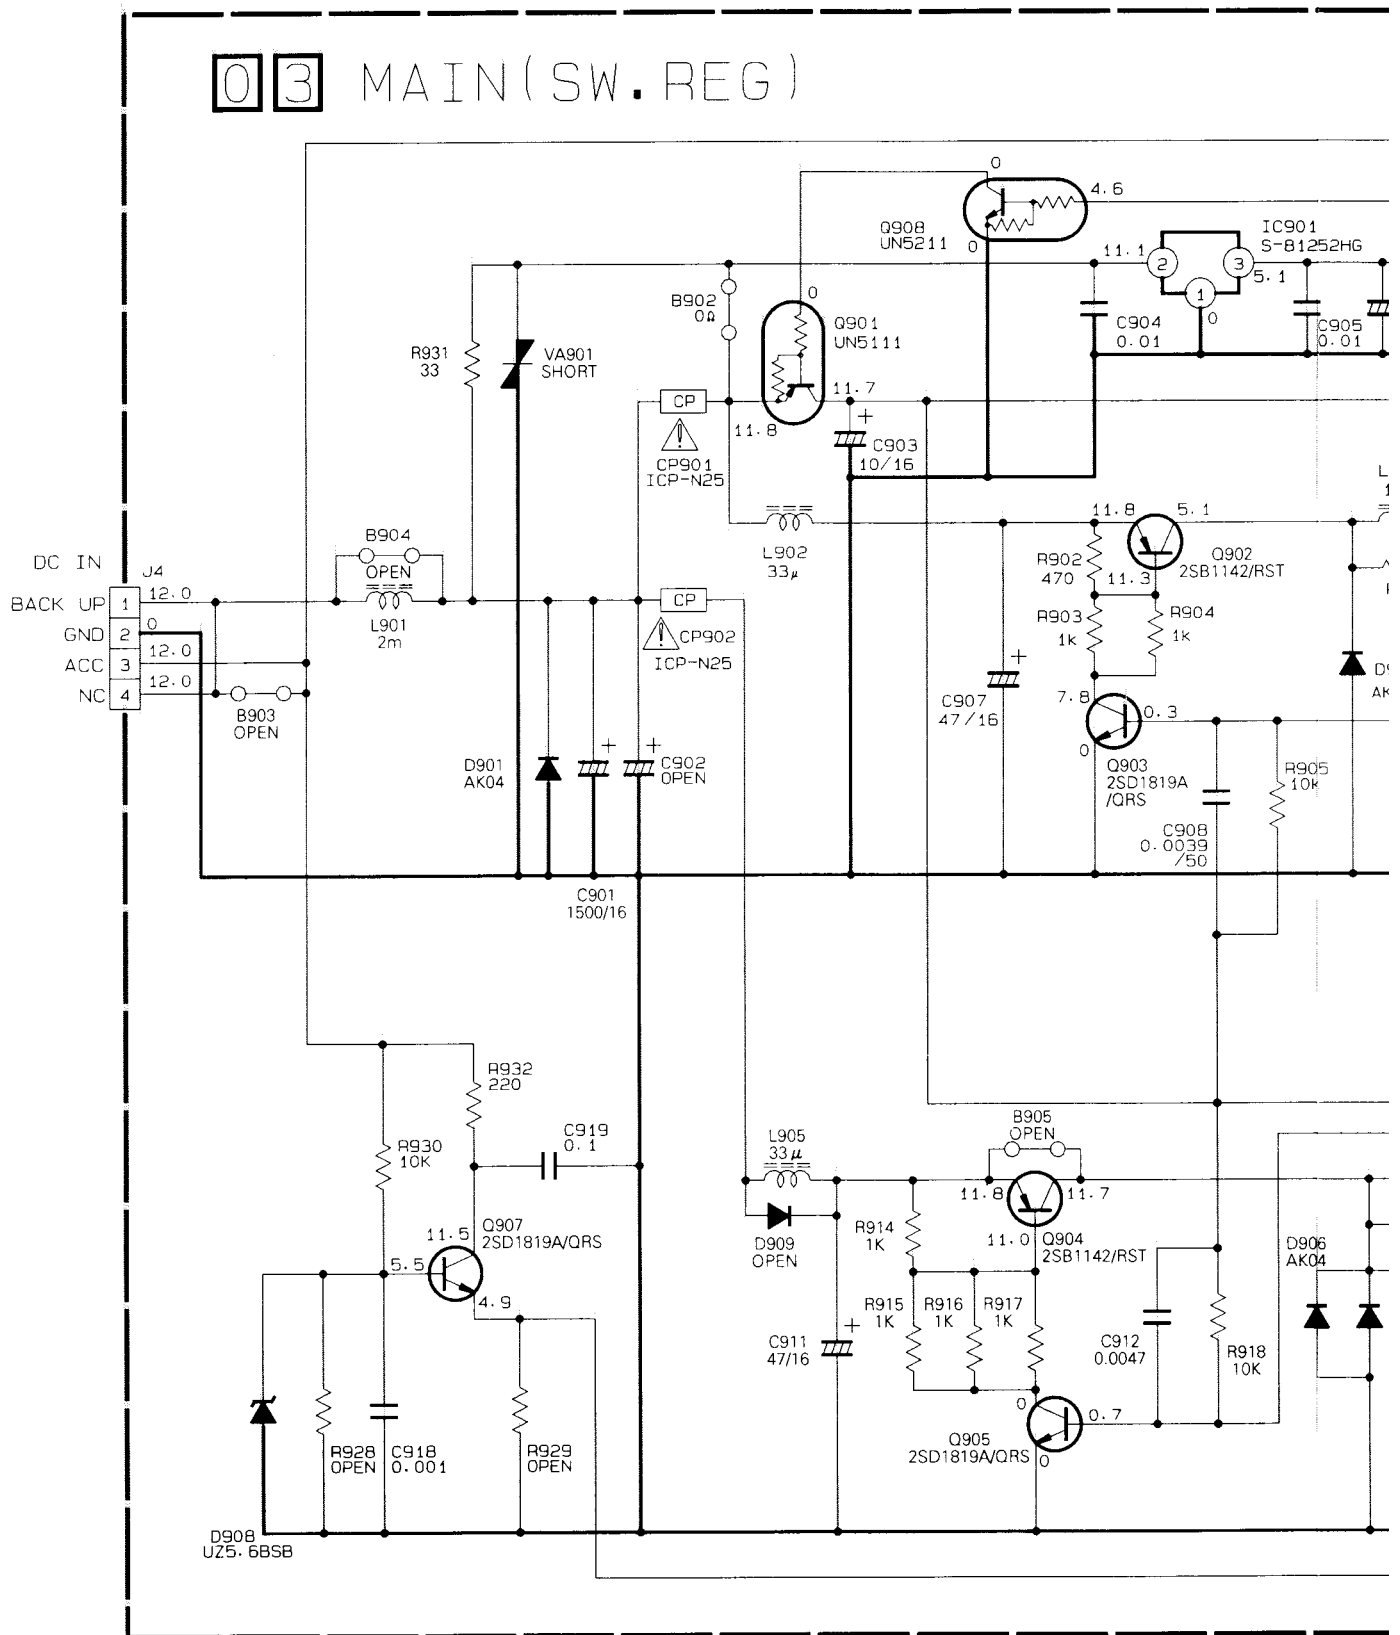 03 MAIN(SW.REG)
0
4.6
Q908
UN5211
0
IC901
S-81252HG
11.1
2
3
5.1
1
0
B902
0Ω
0
Q901
UN5111
C904
0.01
C905
0.01
R931
33
VA901
SHORT
CP
11.7
11.8
+
C903
10/16
CP901
ICP-N25
L
1
11.8
5.1
B904
OPEN
L902
33μ
R902
470
11.3
Q902
2SB1142/RST
DC IN
J4
BACK UP 1 12.0
GND 2 0
ACC 3 12.0
NC 4 12.0
L901
2m
CP
CP902
ICP-N25
R903
1k
R904
1k
B903
OPEN
+
C907
47/16
7.8
0.3
0
Q903
2SD1819A
/QRS
R905
10k
AK
D901
AK04
+
+
C902
OPEN
C908
0.0039
/50
C901
1500/16
R932
220
C919
0.1
R930
10K
L905
33μ
B905
OPEN
11.8
11.7
11.5
Q907
2SD1819A/QRS
5.5
4.9
D909
OPEN
R914
1K
11.0
Q904
2SB1142/RST
D906
AK04
R915
1K
R916
1K
R917
1K
+
C911
47/16
C912
0.0047
R918
10K
0
0.7
Q905
2SD1819A/QRS
0
R928
OPEN
C918
0.001
R929
OPEN
D908
UZ5.6BSB